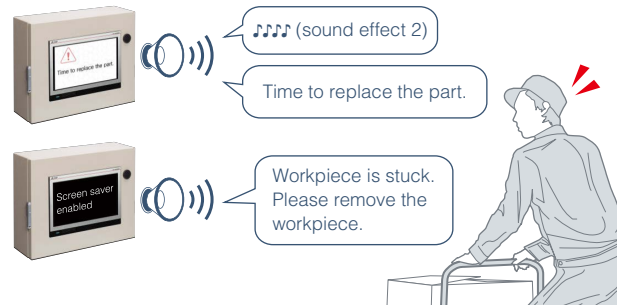 ♪♪♪♪ (sound effect 2)
Time to replace the part.
Time to replace the part.
Screen saver
enabled
Workpiece is stuck.
Please remove the
workpiece.